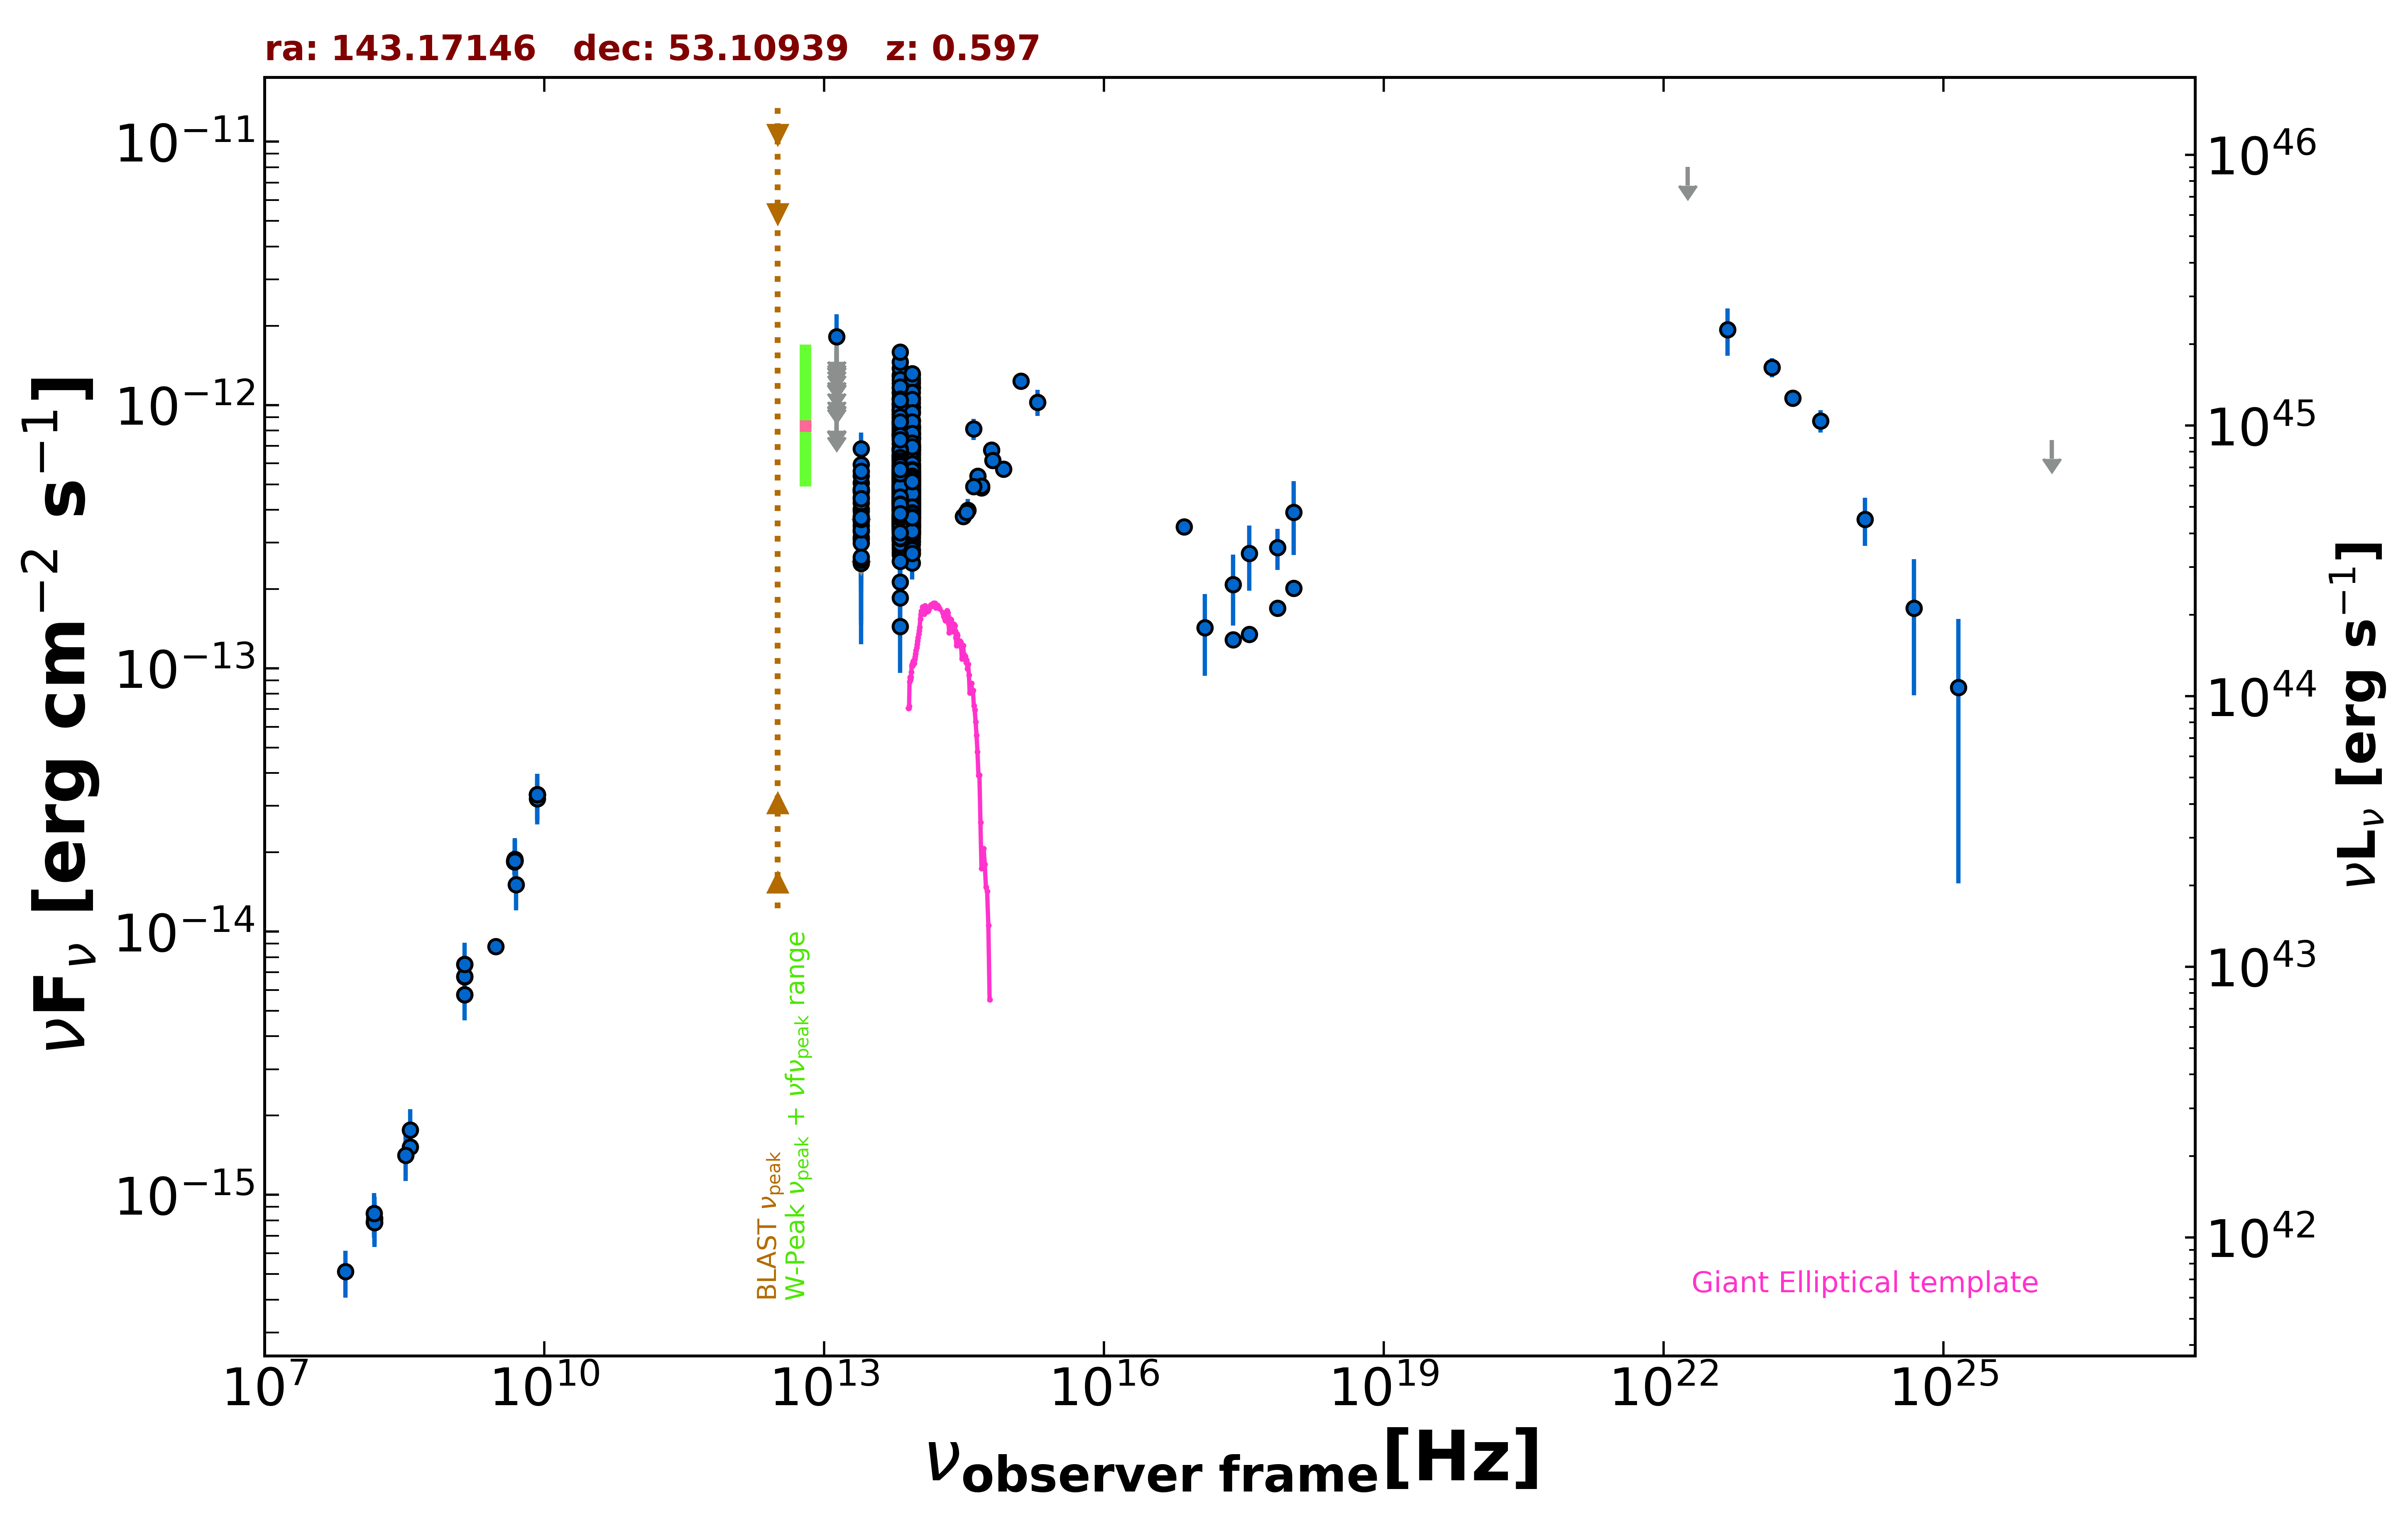 ra: 143.17146 dec: 53.10939 z: 0.597
10⁻¹¹
10⁻¹²
10⁻¹³
10⁻¹⁴
10⁻¹⁵
νFν [erg cm⁻² s⁻¹]
10⁴⁶
10⁴⁵
10⁴⁴
10⁴³
10⁴²
νLν [erg s⁻¹]
BLAST νpeak
W-Peak νpeak + νfνpeak range
Giant Elliptical template
10⁷ 10¹⁰ 10¹³ 10¹⁶ 10¹⁹ 10²² 10²⁵
νobserver frame[Hz]